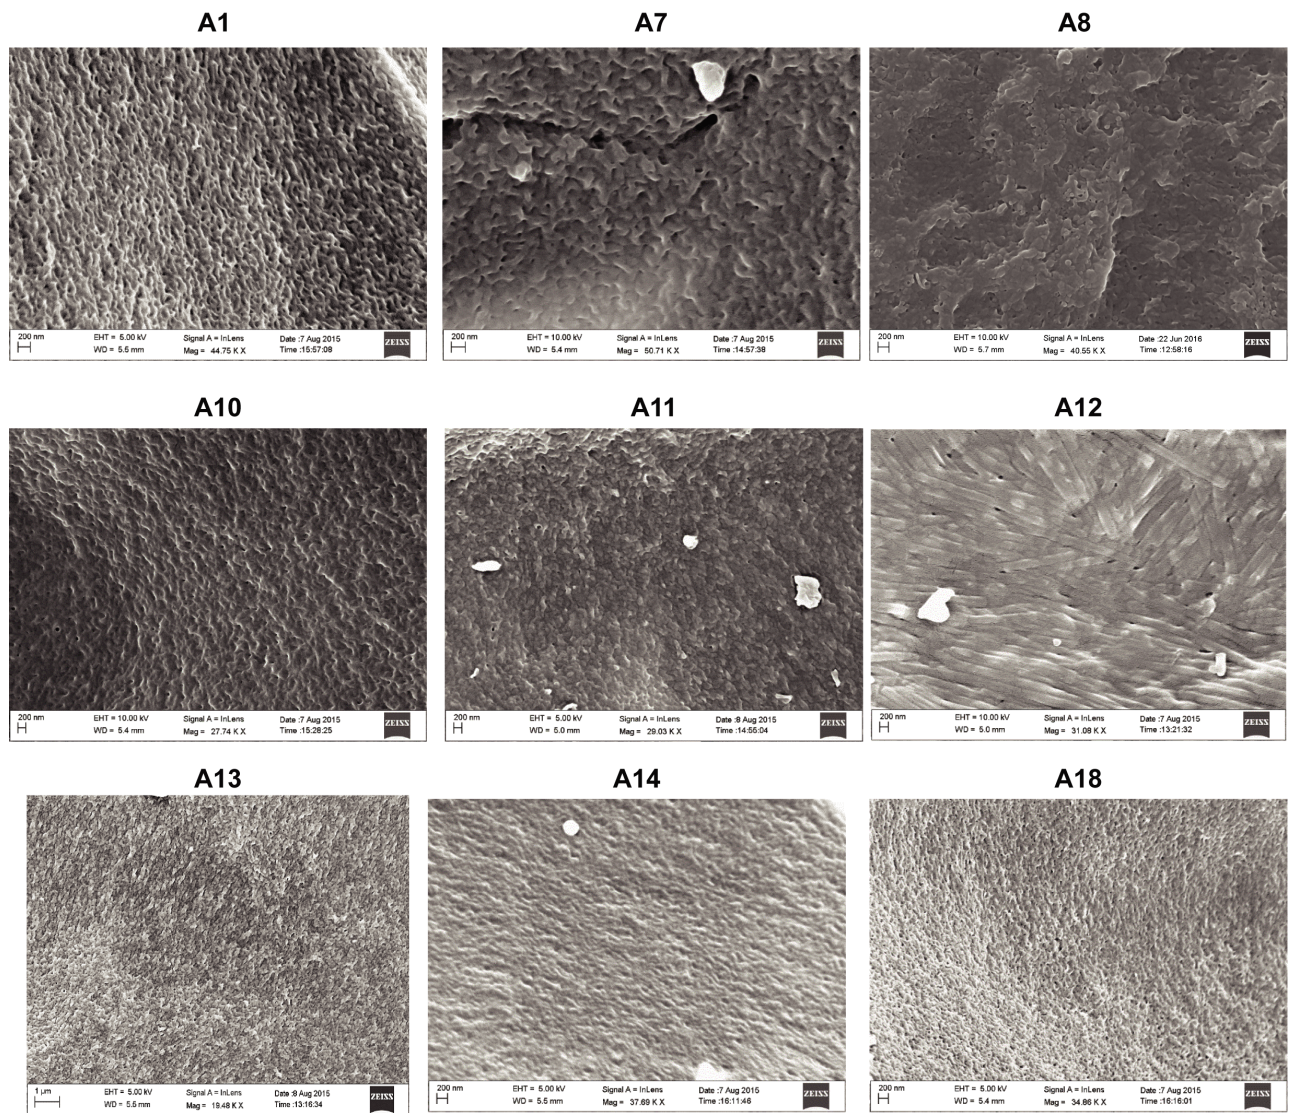 A1 A7 A8
200 nm EHT = 5.00 kV Signal A = InLens Date :7 Aug 2015 ZEISS
WD = 5.5 mm Mag = 44.75 K X Time :15:57:08
200 nm EHT = 10.00 kV Signal A = InLens Date :7 Aug 2015 ZEISS
WD = 5.4 mm Mag = 50.71 K X Time :14:57:38
200 nm EHT = 10.00 kV Signal A = InLens Date :22 Jun 2016 ZEISS
WD = 5.7 mm Mag = 40.55 K X Time :12:58:16
A10 A11 A12
200 nm EHT = 10.00 kV Signal A = InLens Date :7 Aug 2015 ZEISS
WD = 5.4 mm Mag = 27.74 K X Time :15:28:25
200 nm EHT = 5.00 kV Signal A = InLens Date :8 Aug 2015 ZEISS
WD = 5.0 mm Mag = 29.03 K X Time :14:55:04
200 nm EHT = 10.00 kV Signal A = InLens Date :7 Aug 2015 ZEISS
WD = 5.0 mm Mag = 31.08 K X Time :13:21:32
A13 A14 A18
1 µm EHT = 5.00 kV Signal A = InLens Date :8 Aug 2015 ZEISS
WD = 5.5 mm Mag = 19.48 K X Time :13:16:34
200 nm EHT = 5.00 kV Signal A = InLens Date :7 Aug 2015 ZEISS
WD = 5.5 mm Mag = 37.69 K X Time :16:11:46
200 nm EHT = 5.00 kV Signal A = InLens Date :7 Aug 2015 ZEISS
WD = 5.4 mm Mag = 34.86 K X Time :16:16:01